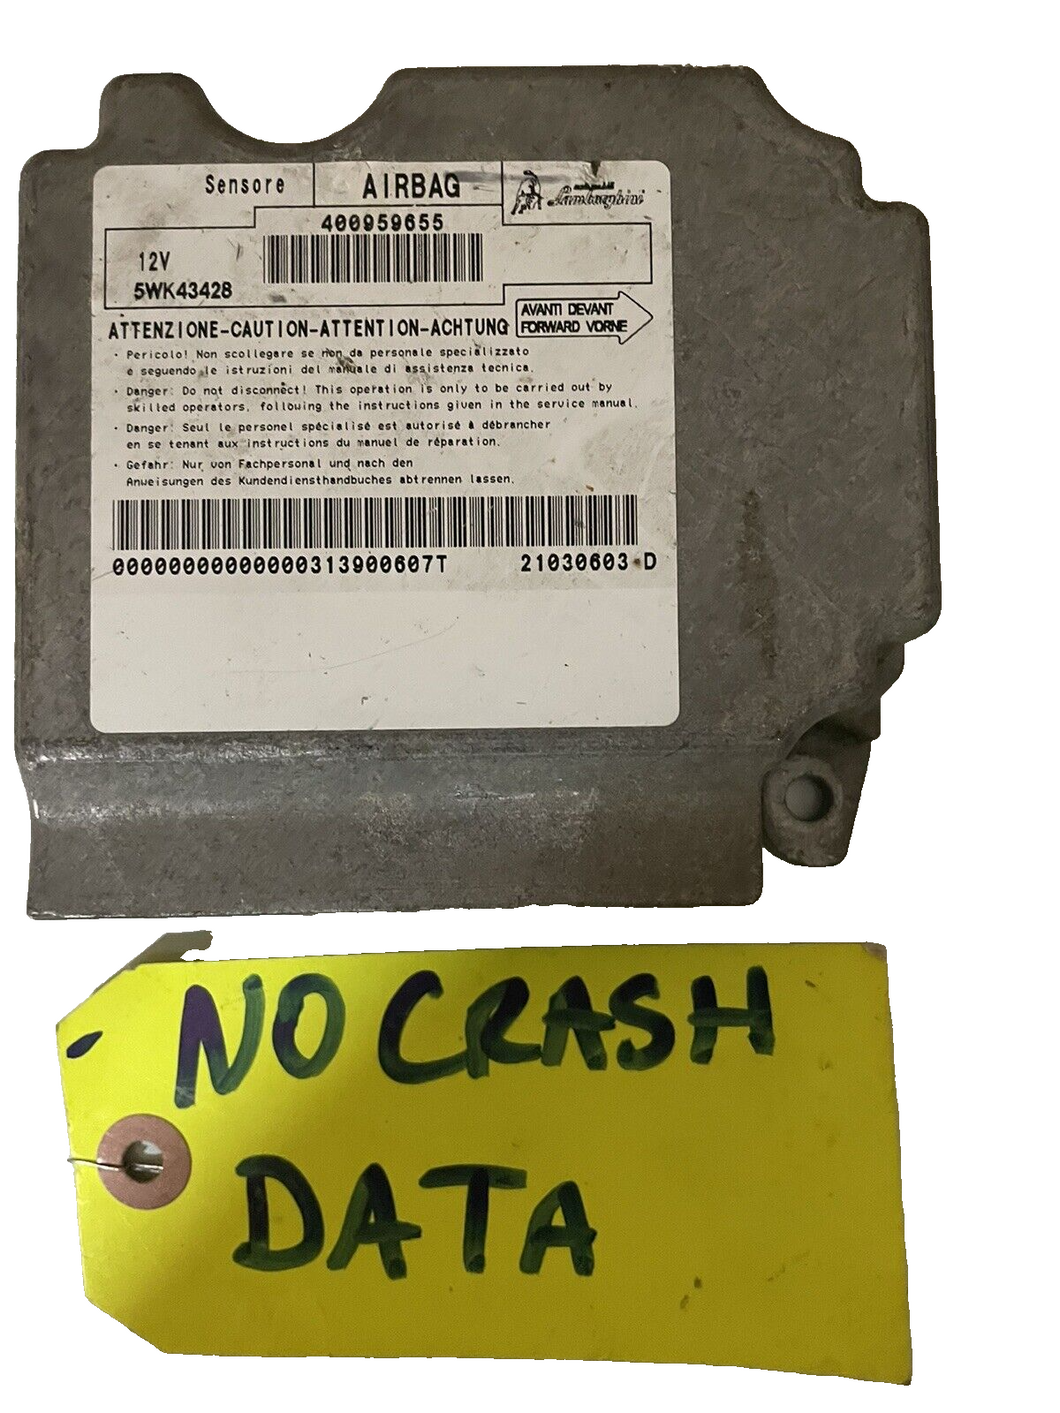 Sensore AIRBAG automobili Lamborghini
400959655
12V
5WK43428
ATTENZIONE-CAUTION-ATTENTION-ACHTUNG
AVANTI DEVANT
FORWARD VORNE
· Pericolo! Non scollegare se non da personale specializzato
e seguendo le istruzioni del manuale di assistenza tecnica.
· Danger: Do not disconnect! This operation is only to be carried out by
skilled operators, following the instructions given in the service manual.
· Danger: Seul le personel spécialisé est autorisé à débrancher
en se tenant aux instructions du manuel de réparation.
· Gefahr: Nur von Fachpersonal und nach den
Anweisungen des Kundendiensthandbuches abtrennen lassen.
00000000000000313900607T 21030603 D
NO CRASH
DATA